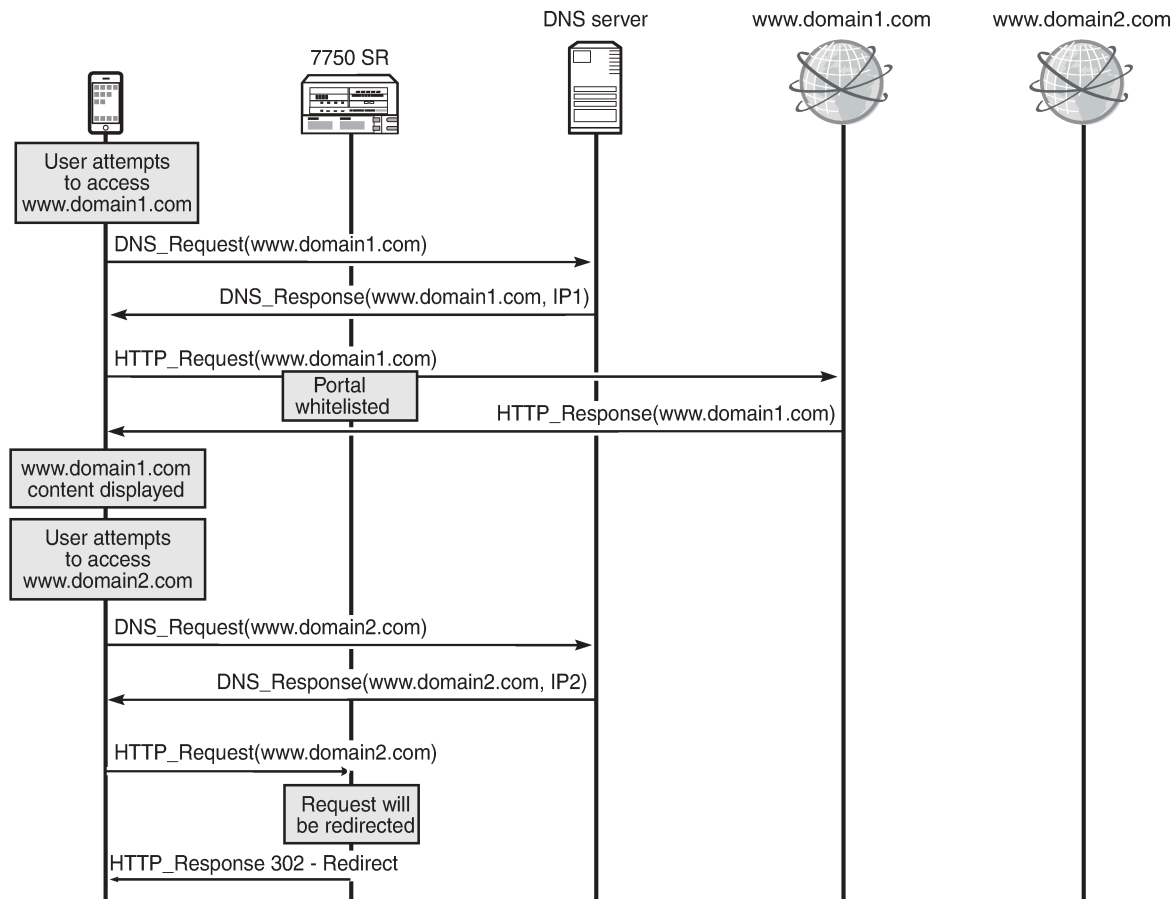 DNS server
www.domain1.com
www.domain2.com
7750 SR
User attempts
to access
www.domain1.com
DNS_Request(www.domain1.com)
DNS_Response(www.domain1.com, IP1)
HTTP_Request(www.domain1.com)
Portal
whitelisted
HTTP_Response(www.domain1.com)
www.domain1.com
content displayed
User attempts
to access
www.domain2.com
DNS_Request(www.domain2.com)
DNS_Response(www.domain2.com, IP2)
HTTP_Request(www.domain2.com)
Request will
be redirected
HTTP_Response 302 - Redirect